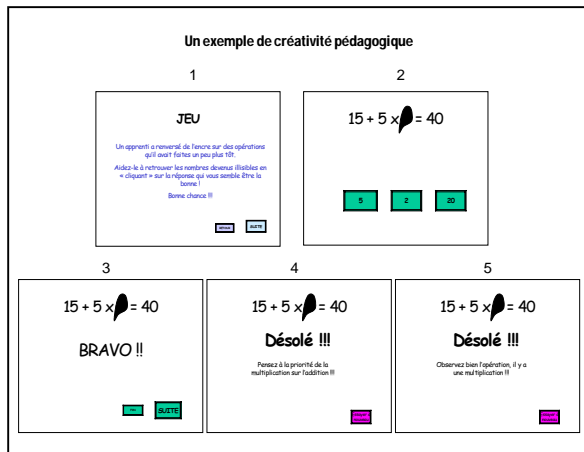 Un exemple de créativité pédagogique
1
JEU
Un apprenti a renversé de l'encre sur des opérations
qu'il avait faites un peu plus tôt.
Aidez-le à retrouver les nombres devenus illisibles en
« cliquant » sur la réponse qui vous semble être la
bonne !
Bonne chance !!!
SUITE
2
15 + 5 x = 40
5
2
20
3
15 + 5 x = 40
BRAVO !!
SUITE
4
15 + 5 x = 40
Désolé !!!
Pensez à la priorité de la
multiplication sur l'addition !!!
5
15 + 5 x = 40
Désolé !!!
Observez bien l'opération, il y a
une multiplication !!!